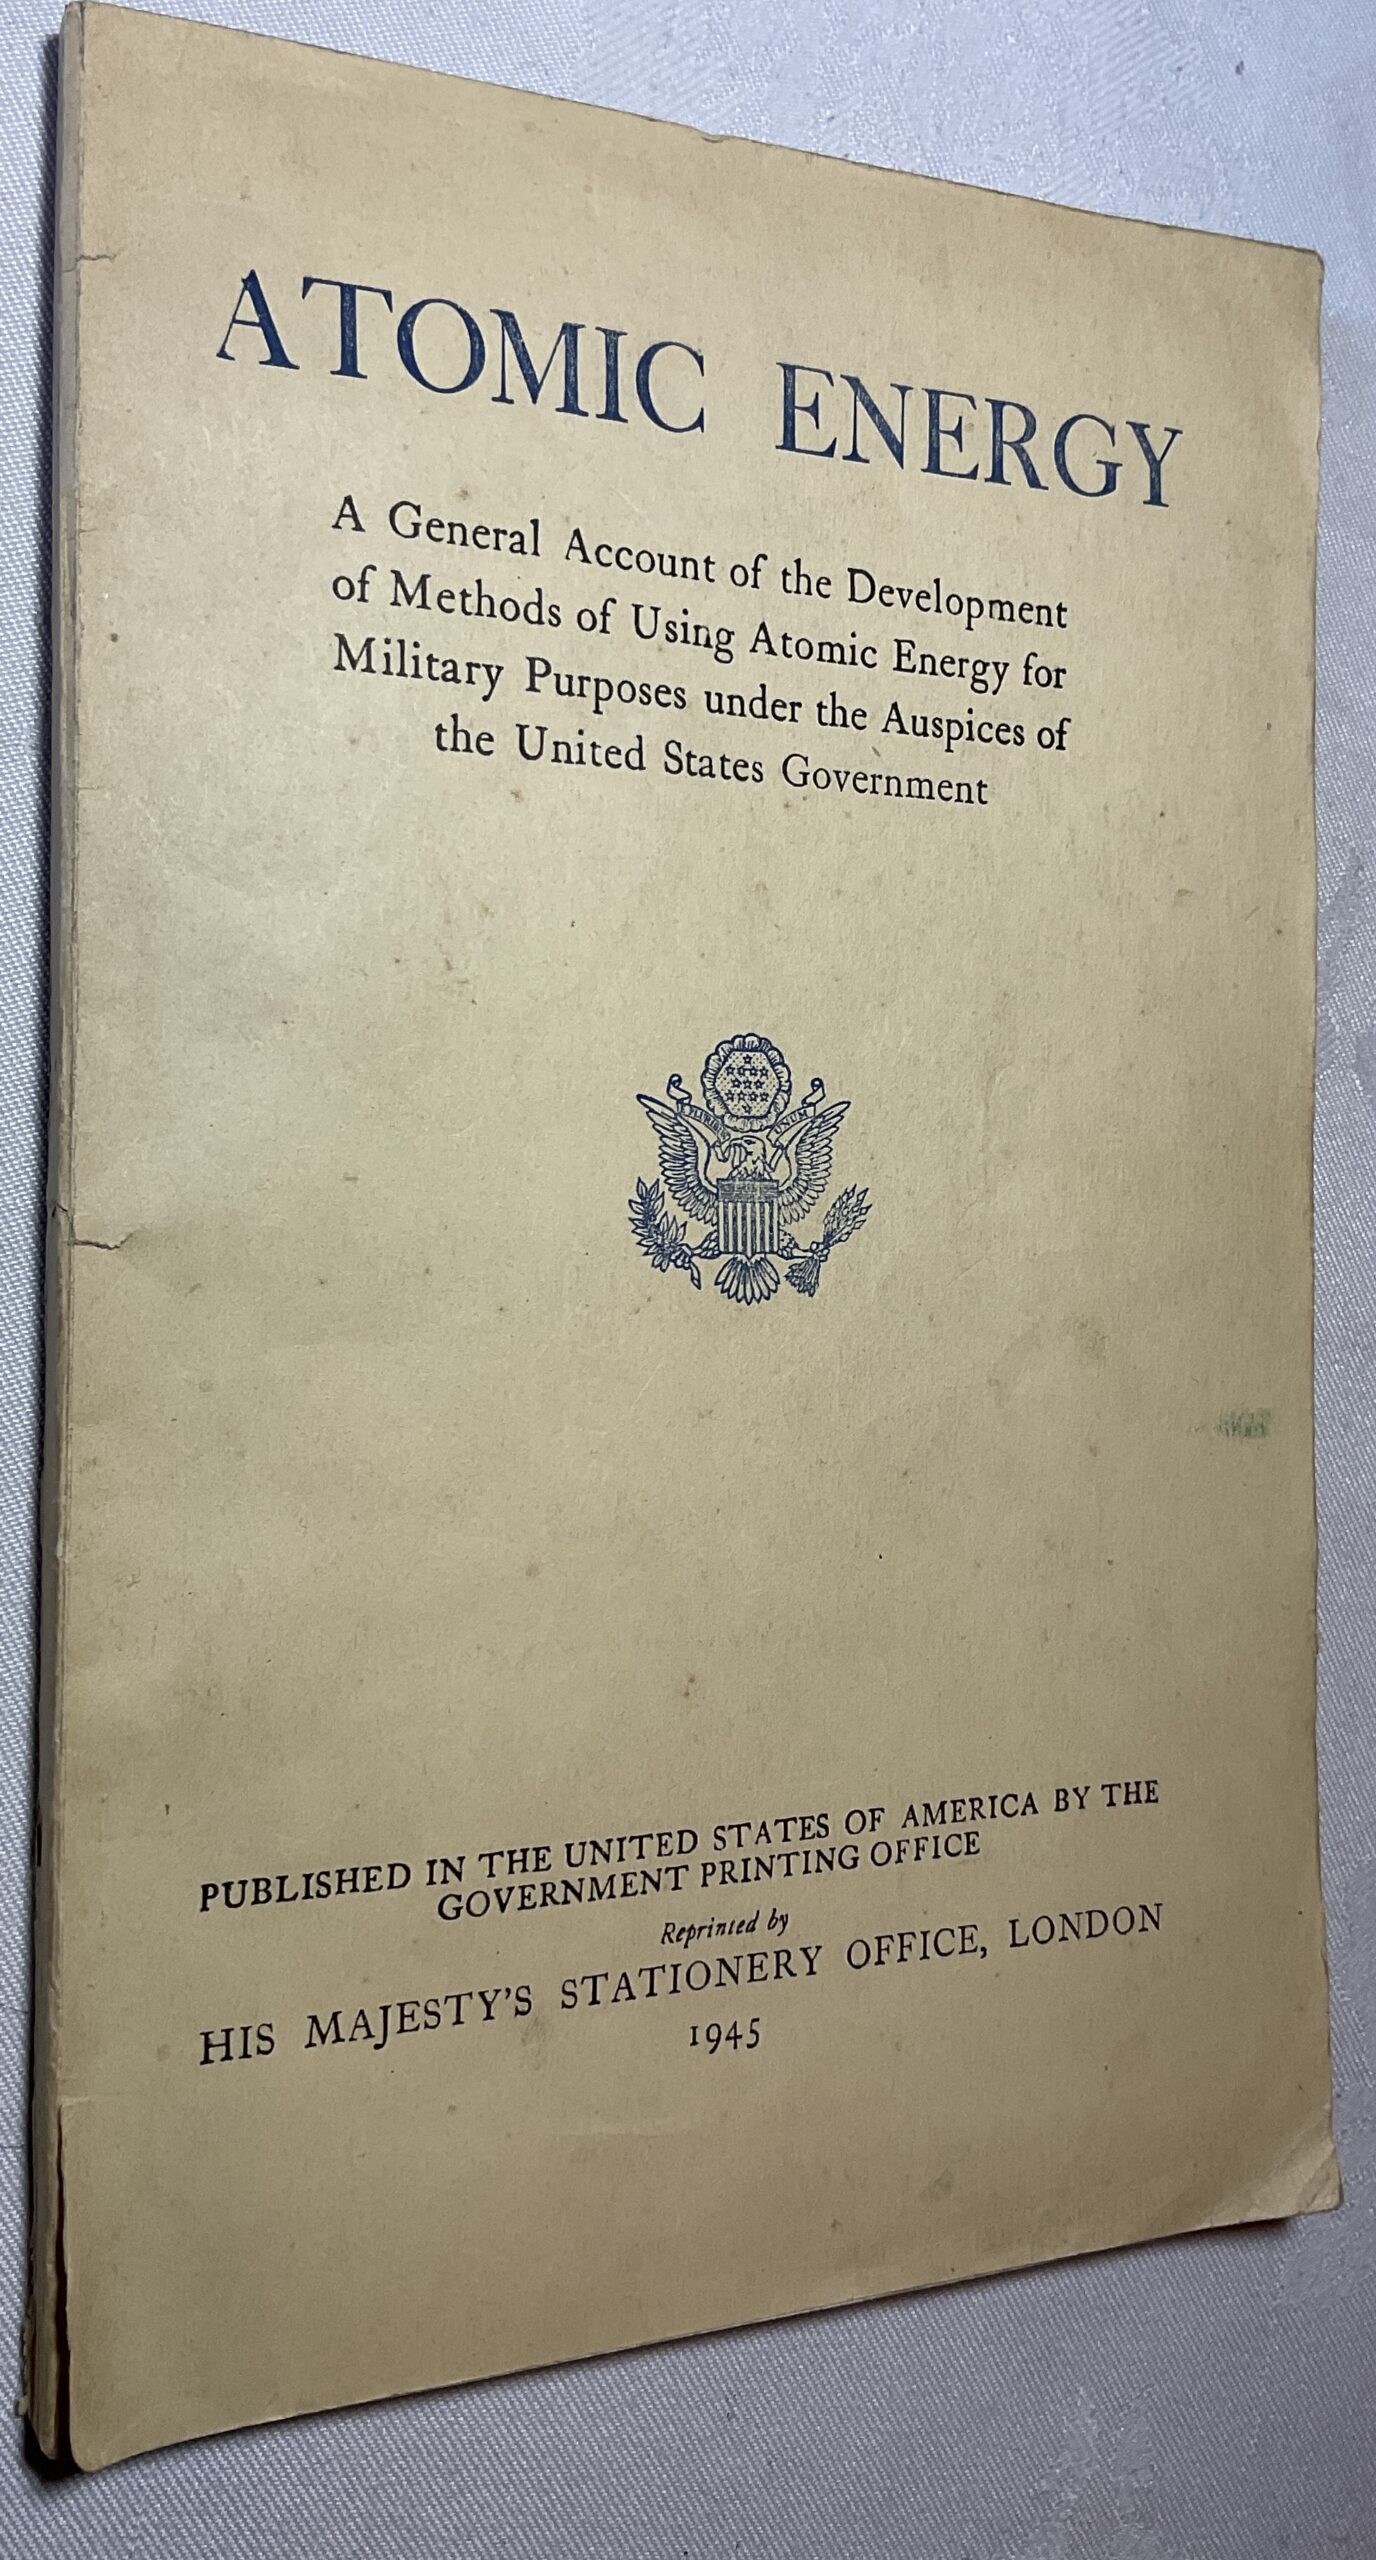 ATOMIC ENERGY
A General Account of the Development
of Methods of Using Atomic Energy for
Military Purposes under the Auspices of
the United States Government
UNUM
PUBLISHED IN THE UNITED STATES OF AMERICA BY THE
GOVERNMENT PRINTING OFFICE
Reprinted by
HIS MAJESTY'S STATIONERY OFFICE, LONDON
1945